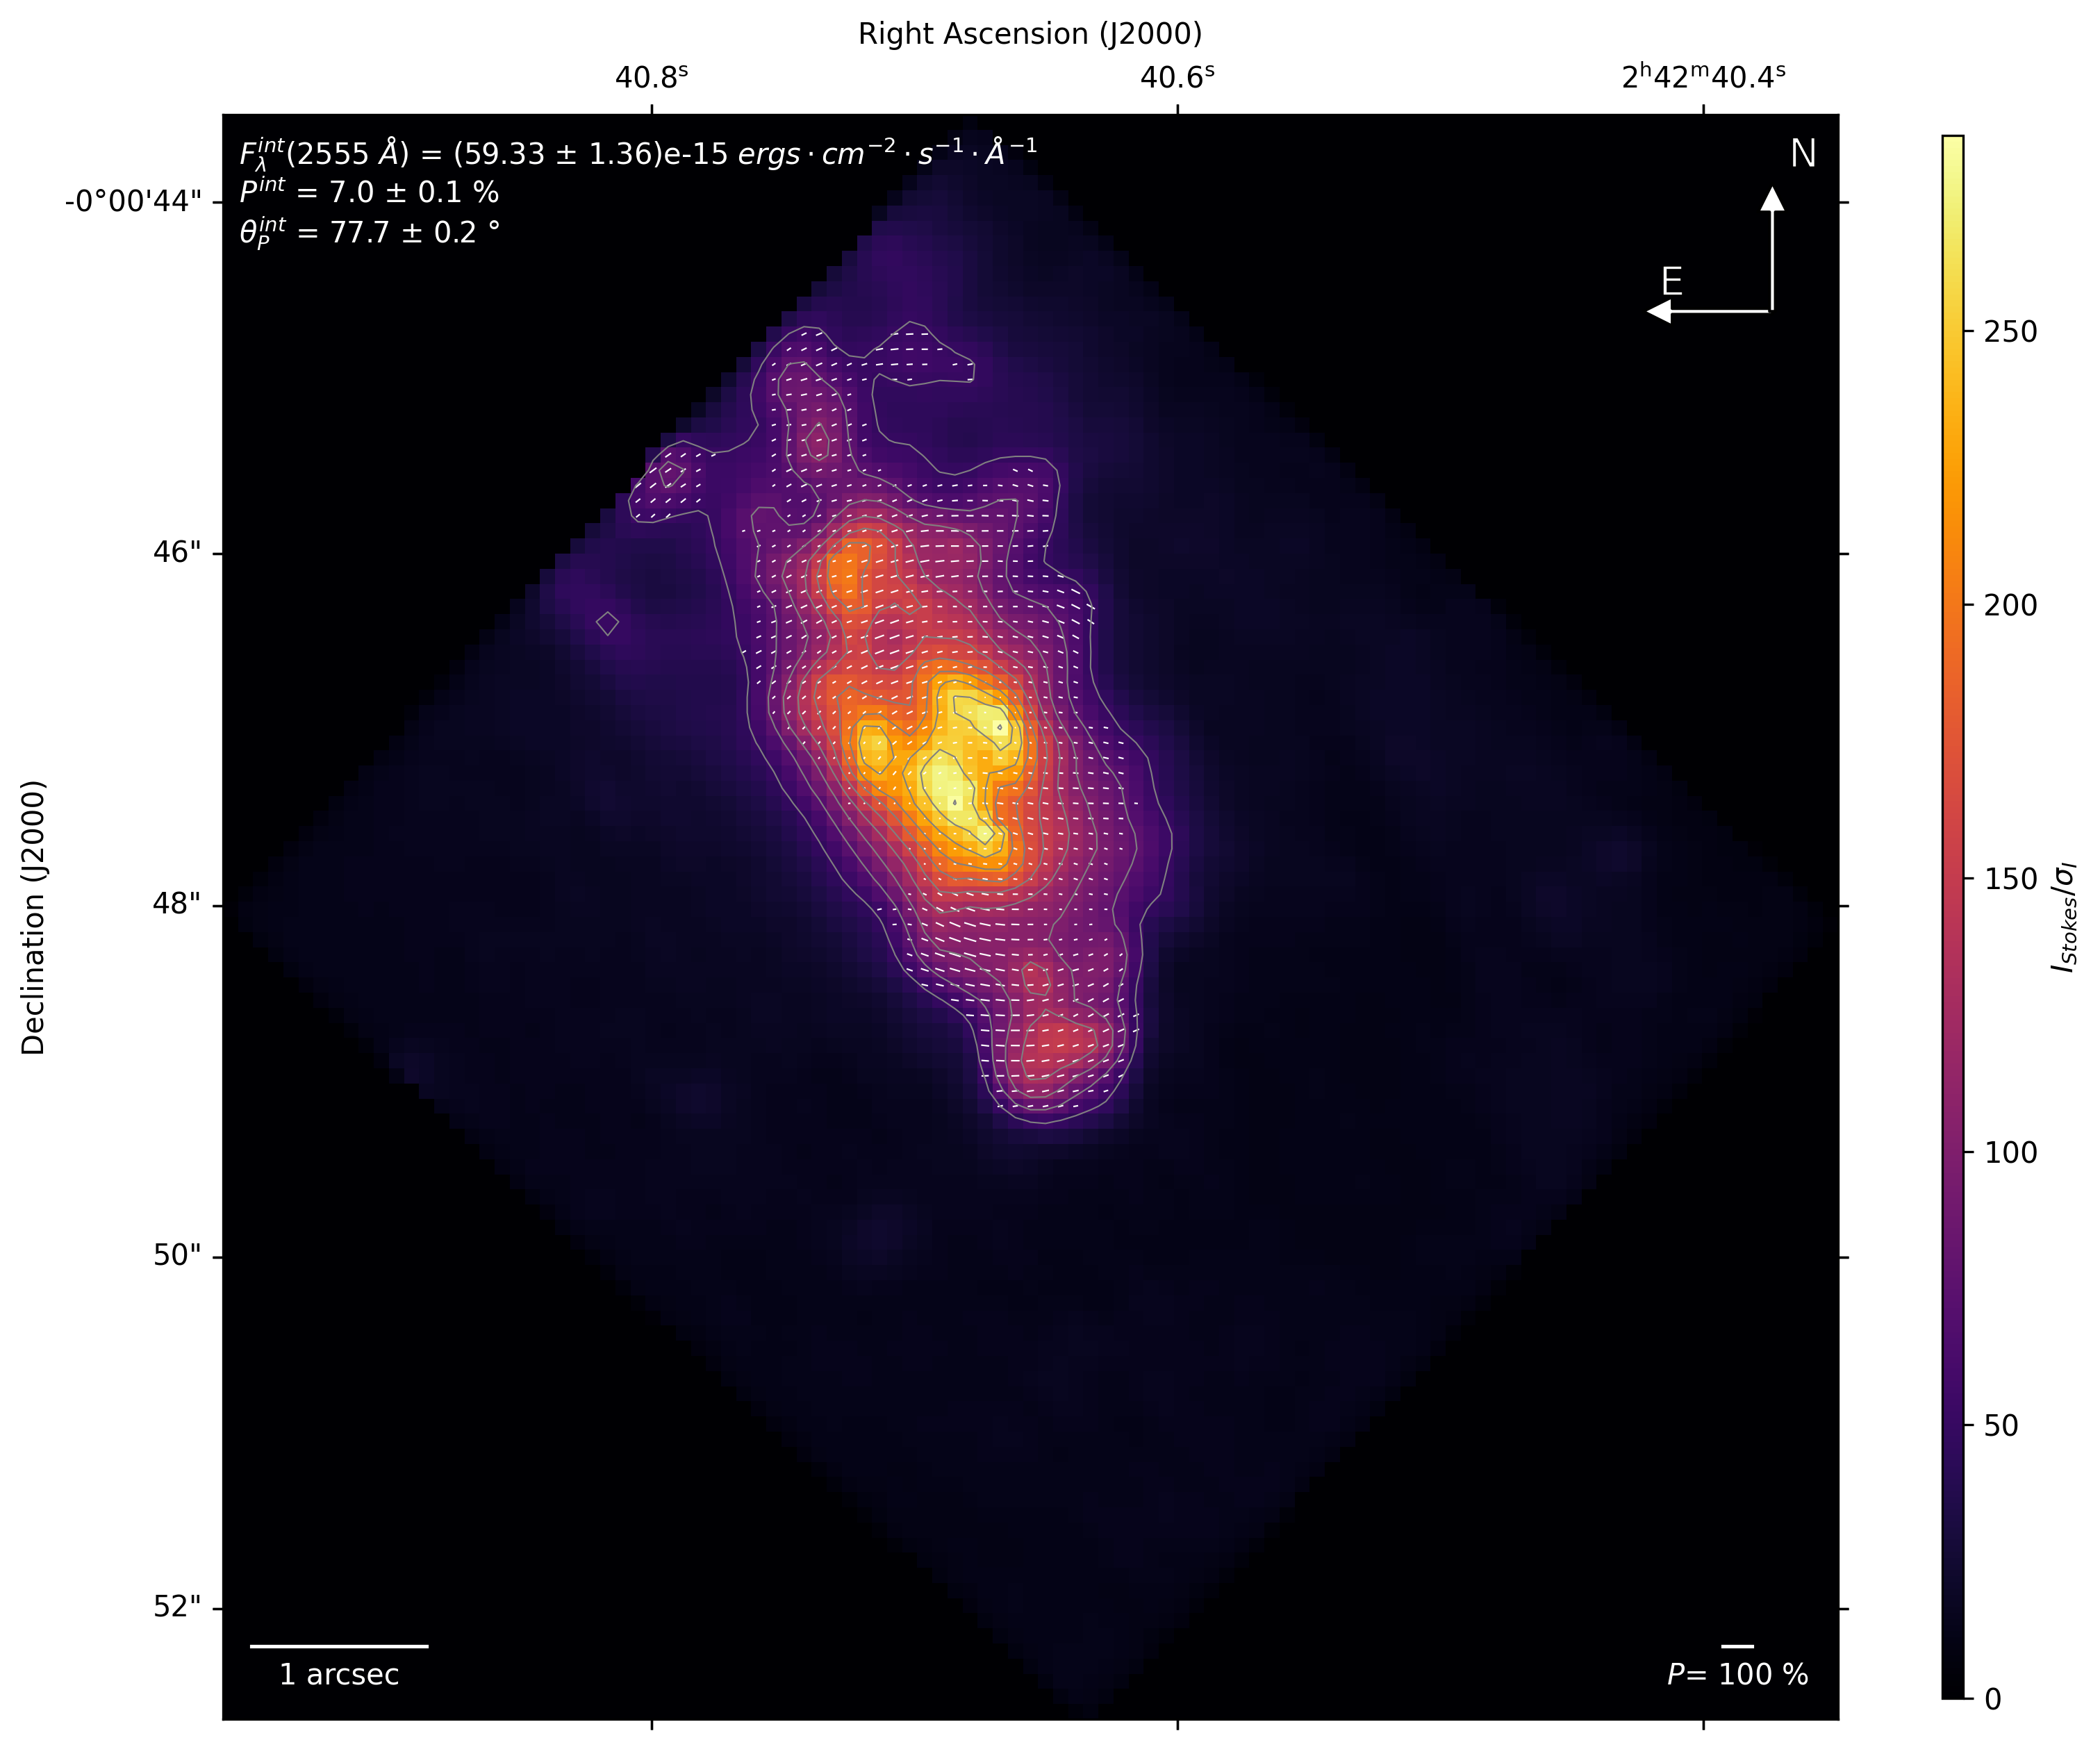 Right Ascension (J2000)
40.8ˢ 40.6ˢ 2ʰ42ᵐ40.4ˢ
F_λ^int(2555 Å) = (59.33 ± 1.36)e-15 ergs · cm⁻² · s⁻¹ · Å⁻¹
P^int = 7.0 ± 0.1 %
θ_P^int = 77.7 ± 0.2 °
N
E
-0°00'44"
46"
48"
50"
52"
Declination (J2000)
1 arcsec
P= 100 %
250
200
150
100
50
0
I_Stokes/σ_I